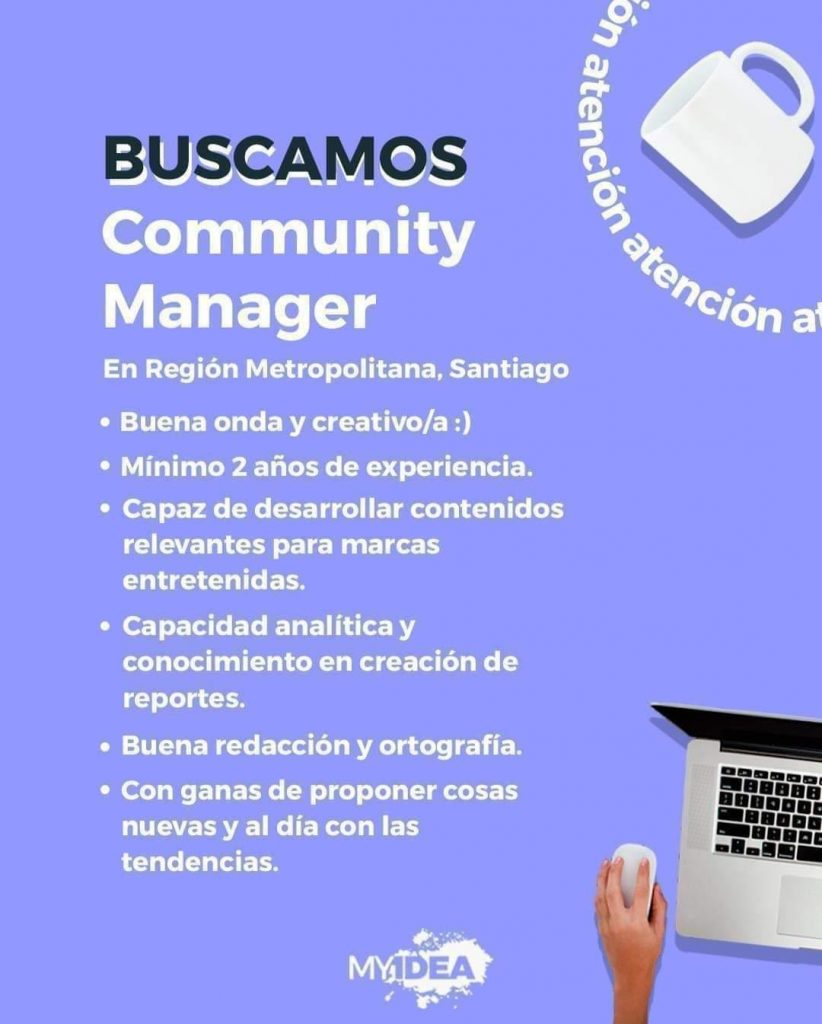 ión atención atención at
BUSCAMOS
Community
Manager
En Región Metropolitana, Santiago
• Buena onda y creativo/a :)
• Mínimo 2 años de experiencia.
• Capaz de desarrollar contenidos
relevantes para marcas
entretenidas.
• Capacidad analítica y
conocimiento en creación de
reportes.
• Buena redacción y ortografía.
• Con ganas de proponer cosas
nuevas y al día con las
tendencias.
MY1DEA